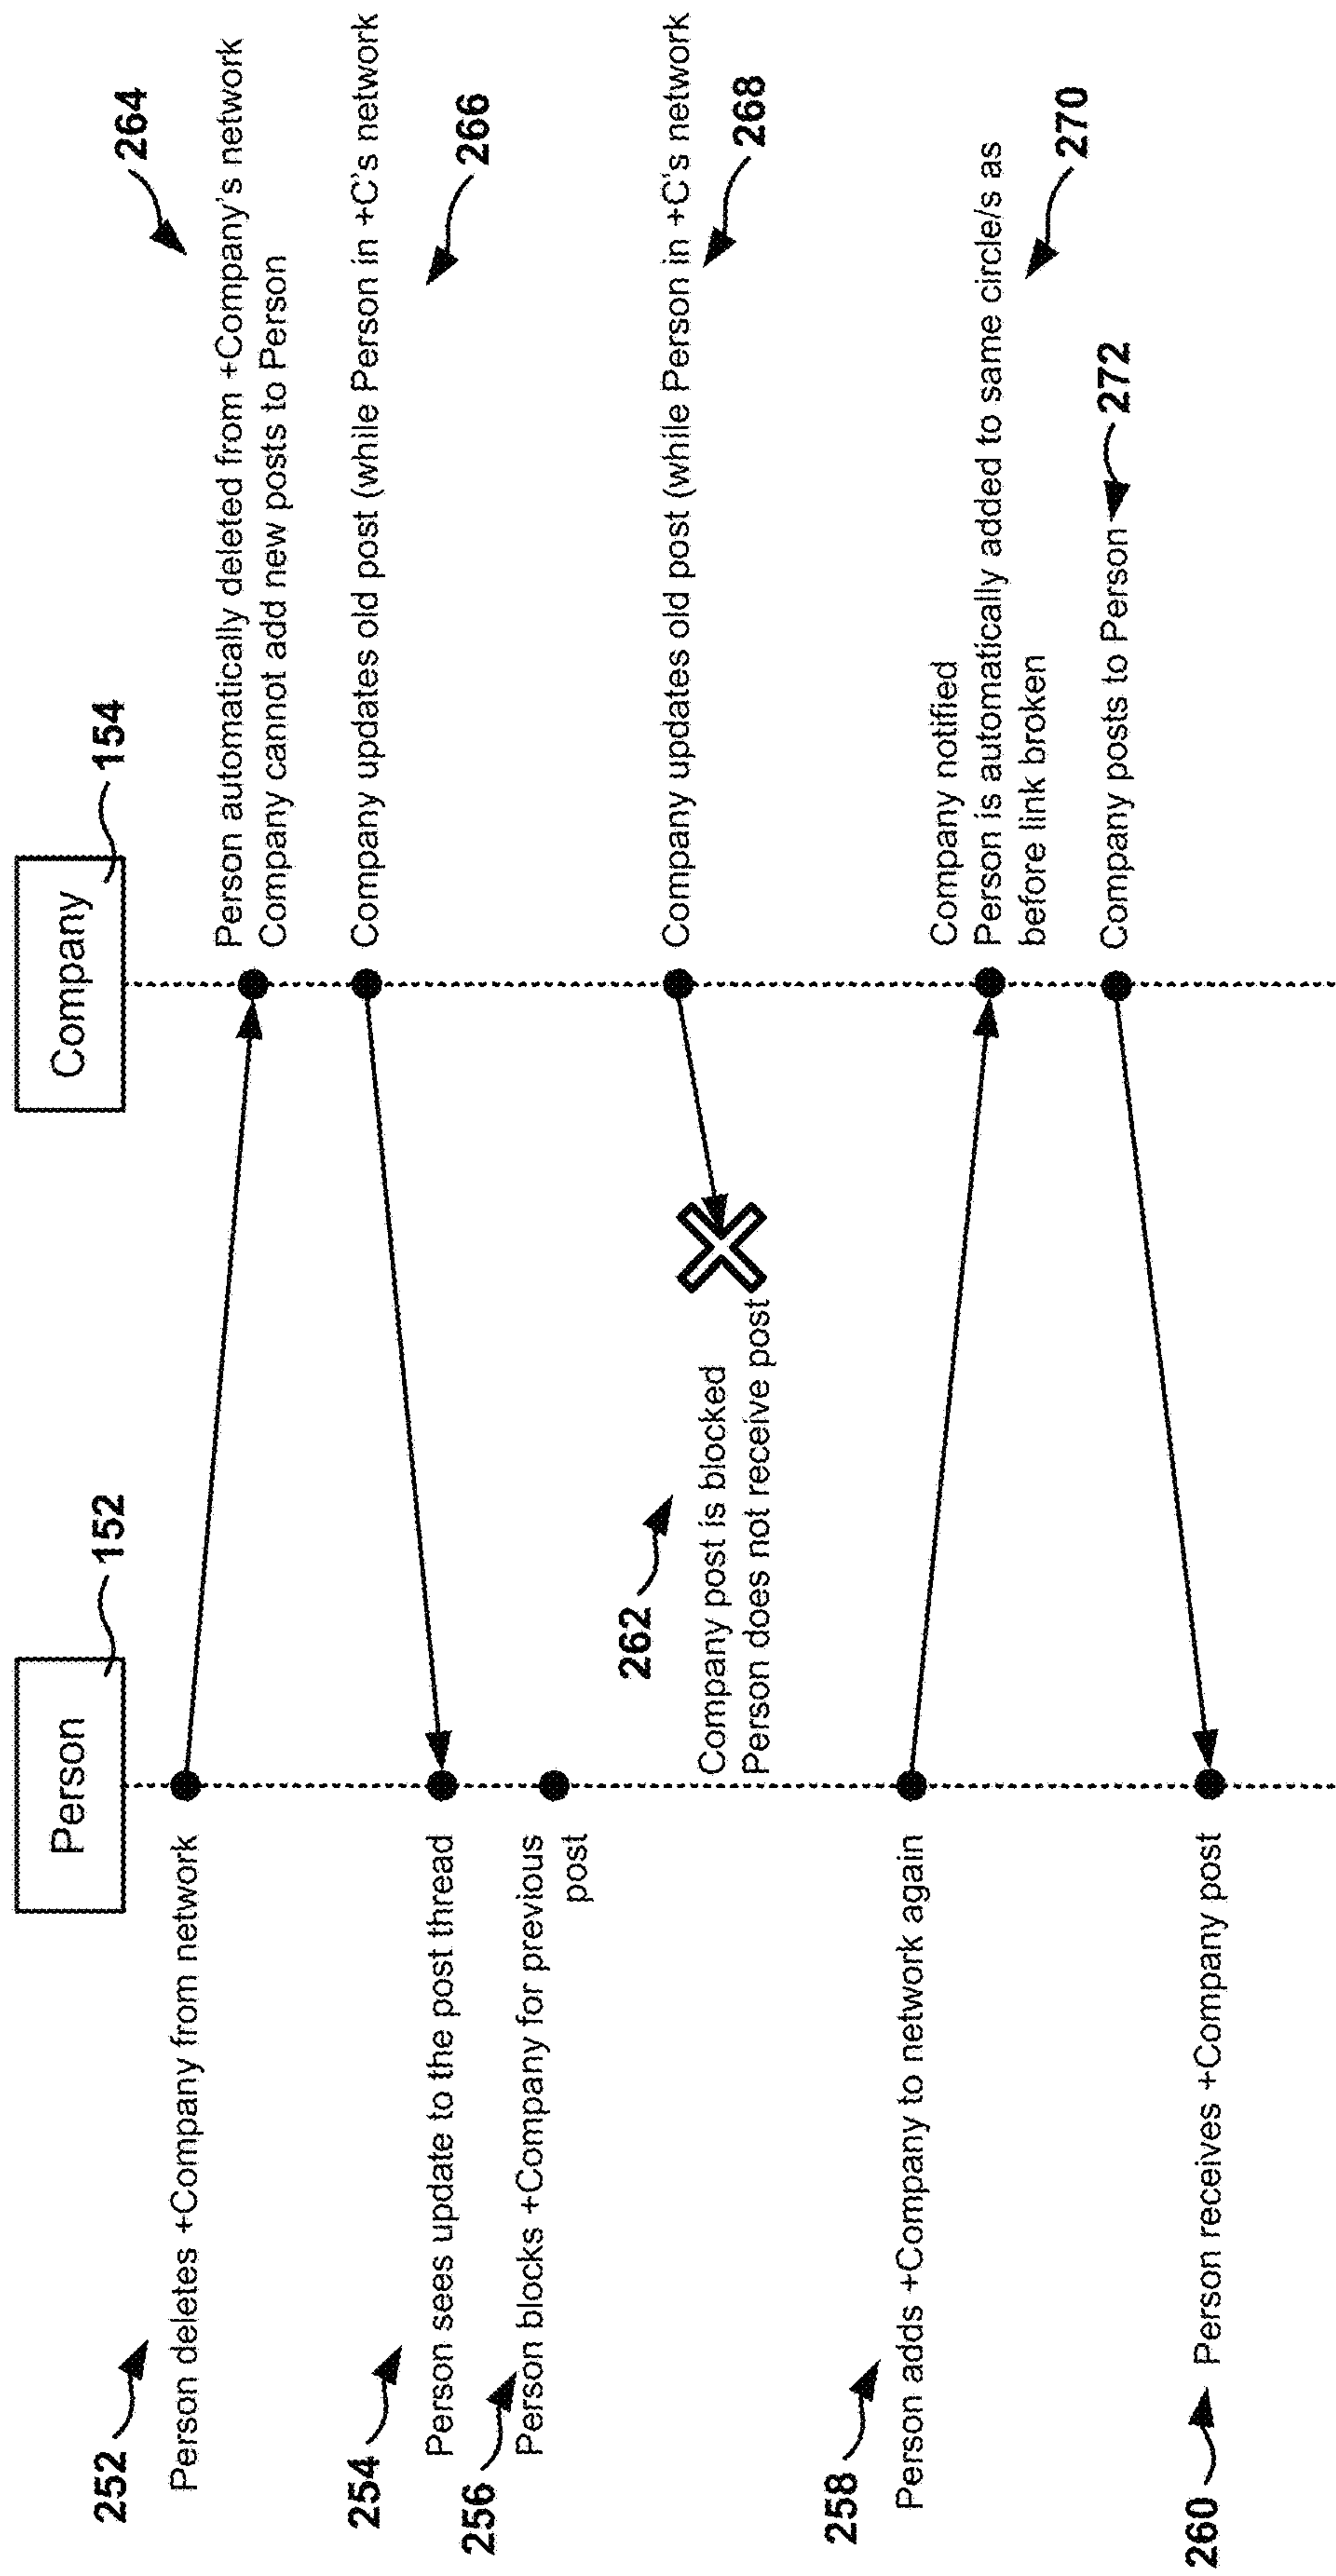 Person
152
Company
154
252
Person deletes +Company from network
264
Person automatically deleted from +Company's network
Company cannot add new posts to Person
Company updates old post (while Person in +C's network
266
254
Person sees update to the post thread
256
Person blocks +Company for previous
post
Company updates old post (while Person in +C's network
268
262
Company post is blocked
Person does not receive post
258
Person adds +Company to network again
Company notified
Person is automatically added to same circle/s as
before link broken
270
Company posts to Person
272
260
Person receives +Company post